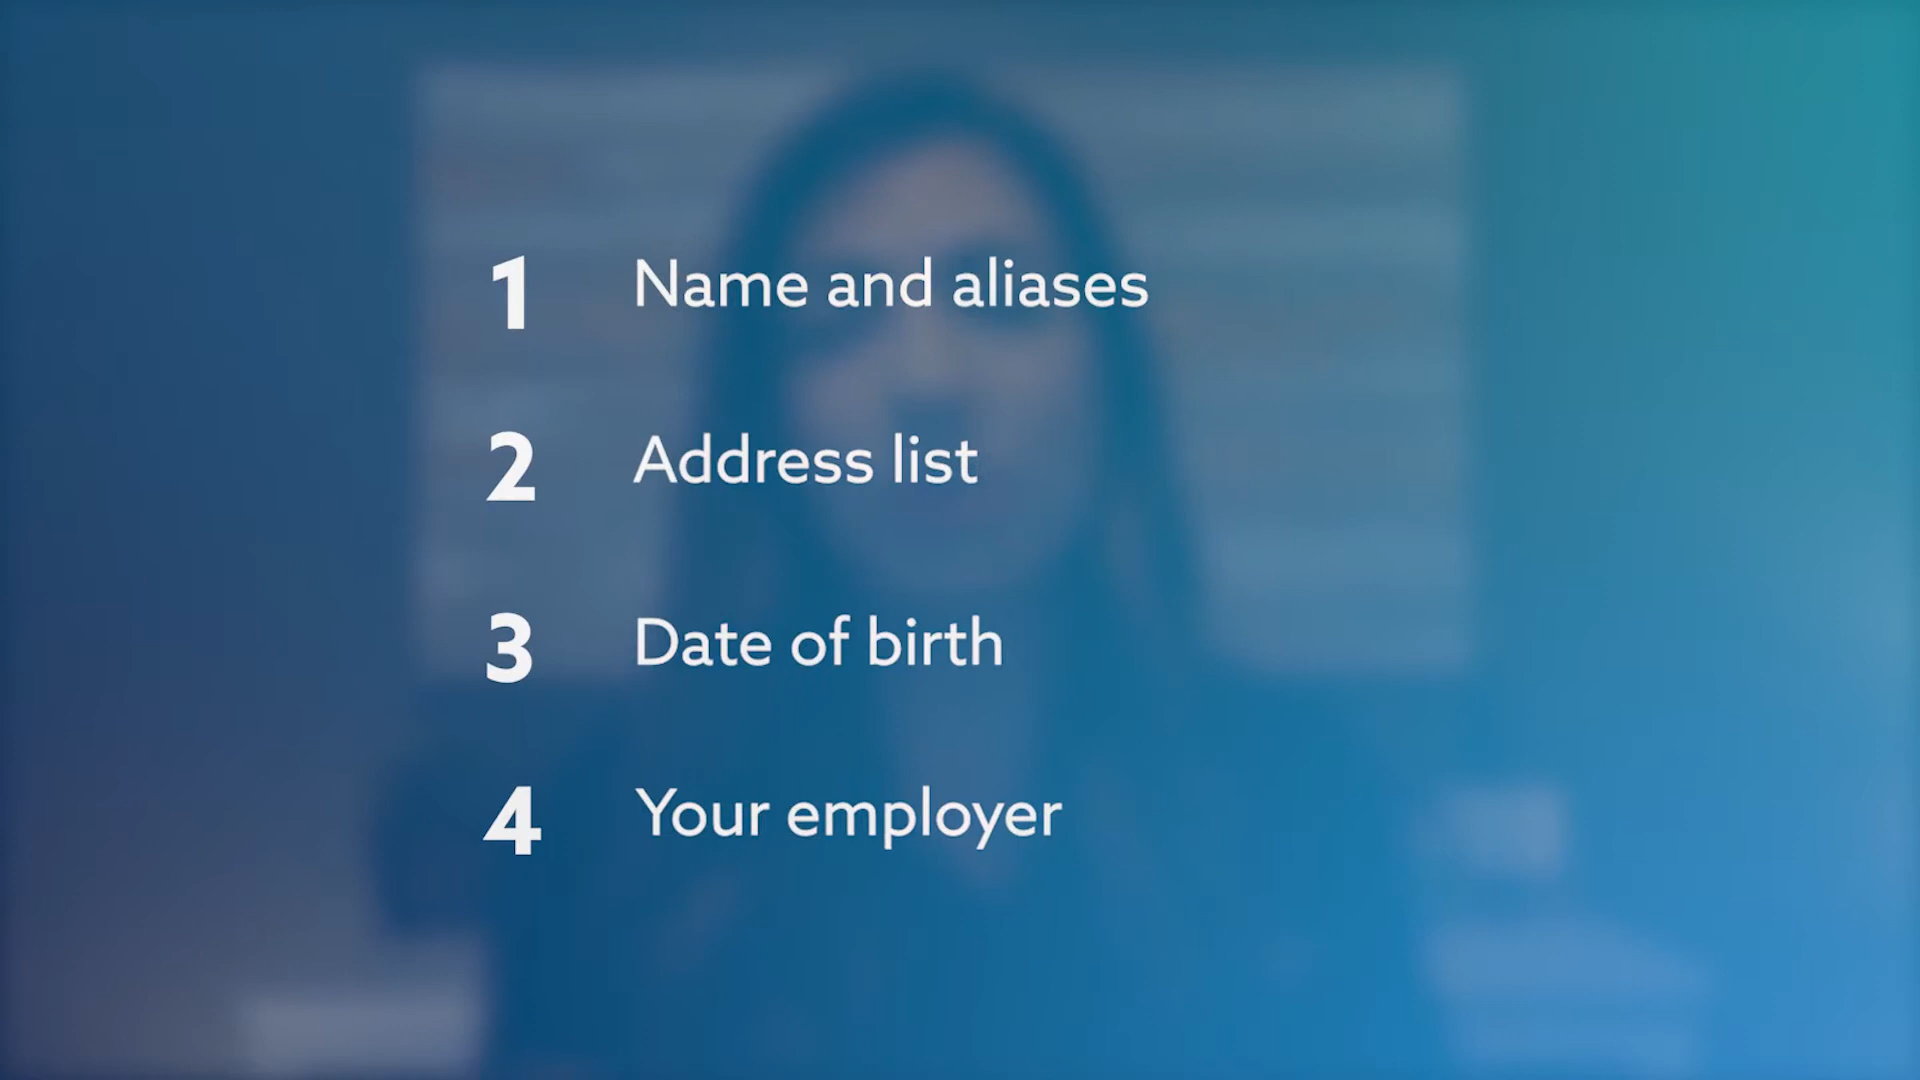 1 Name and aliases
2 Address list
3 Date of birth
4 Your employer